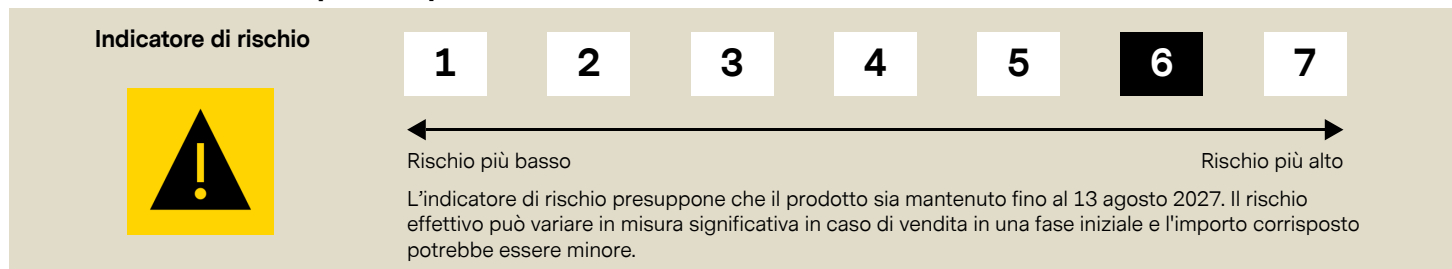 Indicatore di rischio
1 2 3 4 5 6 7
Rischio più basso Rischio più alto
L’indicatore di rischio presuppone che il prodotto sia mantenuto fino al 13 agosto 2027. Il rischio
effettivo può variare in misura significativa in caso di vendita in una fase iniziale e l'importo corrisposto
potrebbe essere minore.